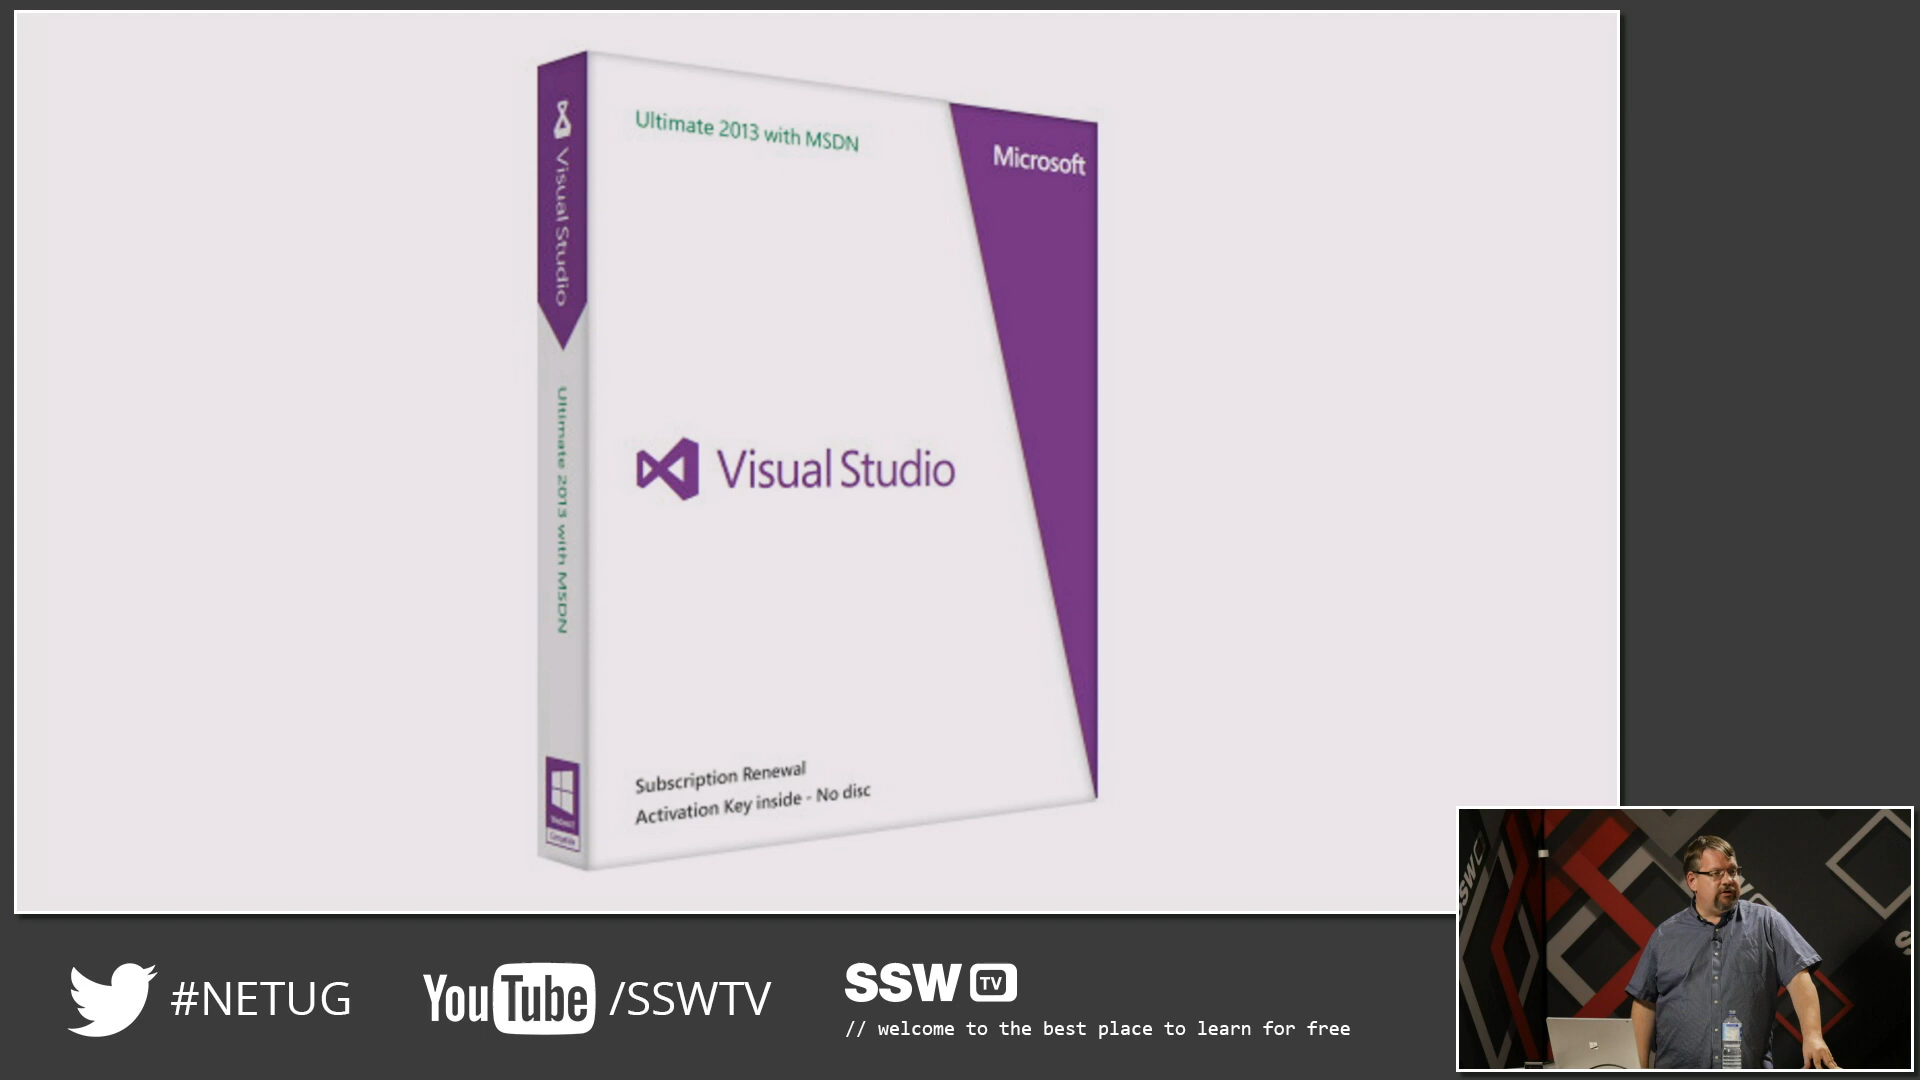 Ultimate 2013 with MSDN
Microsoft
Visual Studio
Ultimate 2013 with MSDN
Visual Studio
Subscription Renewal
Activation Key inside - No disc
#NETUG
YouTube /SSWTV
SSW TV
// welcome to the best place to learn for free
SSW